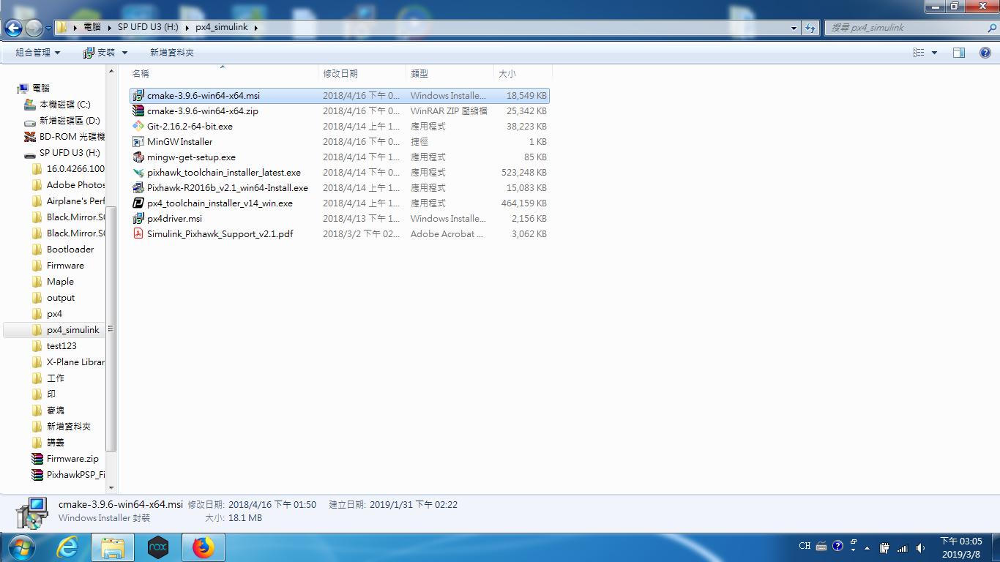 電腦 SP UFD U3 (H:) px4_simulink 搜尋 px4_simulink
組合管理 安裝 新增資料夾
名稱 修改日期 類型 大小
電腦
本機磁碟 (C:)
新增磁碟區 (D:)
BD-ROM 光碟機
SP UFD U3 (H:)
16.0.4266.100
Adobe Photos
Airplane's Perf
Black.Mirror.S0
Black.Mirror.S0
Bootloader
Firmware
Maple
output
px4
px4_simulink
test123
X-Plane Librar
工作
印
麥塊
新增資料夾
講義
Firmware.zip
PixhawkPSP_Fi
cmake-3.9.6-win64-x64.msi 2018/4/16 下午 0... Windows Installe... 18,549 KB
cmake-3.9.6-win64-x64.zip 2018/4/16 下午 0... WinRAR ZIP 壓縮檔 25,342 KB
Git-2.16.2-64-bit.exe 2018/4/14 上午 1... 應用程式 38,223 KB
MinGW Installer 2018/4/16 下午 0... 捷徑 1 KB
mingw-get-setup.exe 2018/4/14 下午 1... 應用程式 85 KB
pixhawk_toolchain_installer_latest.exe 2018/4/14 下午 0... 應用程式 523,248 KB
Pixhawk-R2016b_v2.1_win64-Install.exe 2018/4/14 上午 1... 應用程式 15,083 KB
px4_toolchain_installer_v14_win.exe 2018/4/14 上午 1... 應用程式 464,159 KB
px4driver.msi 2018/4/13 下午 1... Windows Installe... 2,156 KB
Simulink_Pixhawk_Support_v2.1.pdf 2018/3/2 下午 02... Adobe Acrobat ... 3,062 KB
cmake-3.9.6-win64-x64.msi 修改日期: 2018/4/16 下午 01:50 建立日期: 2019/1/31 下午 02:22
Windows Installer 封裝 大小: 18.1 MB
nox CH 下午 03:05
2019/3/8